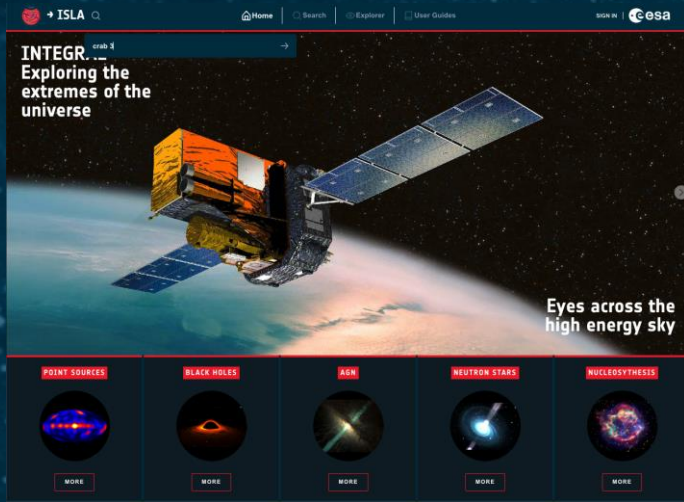 → ISLA
Home
Search
Explorer
User Guides
SIGN IN |
esa
crab 3
INTEGRAL
Exploring the
extremes of the
universe
Eyes across the
high energy sky
POINT SOURCES
BLACK HOLES
AGN
NEUTRON STARS
NUCLEOSYTHESIS
MORE
MORE
MORE
MORE
MORE